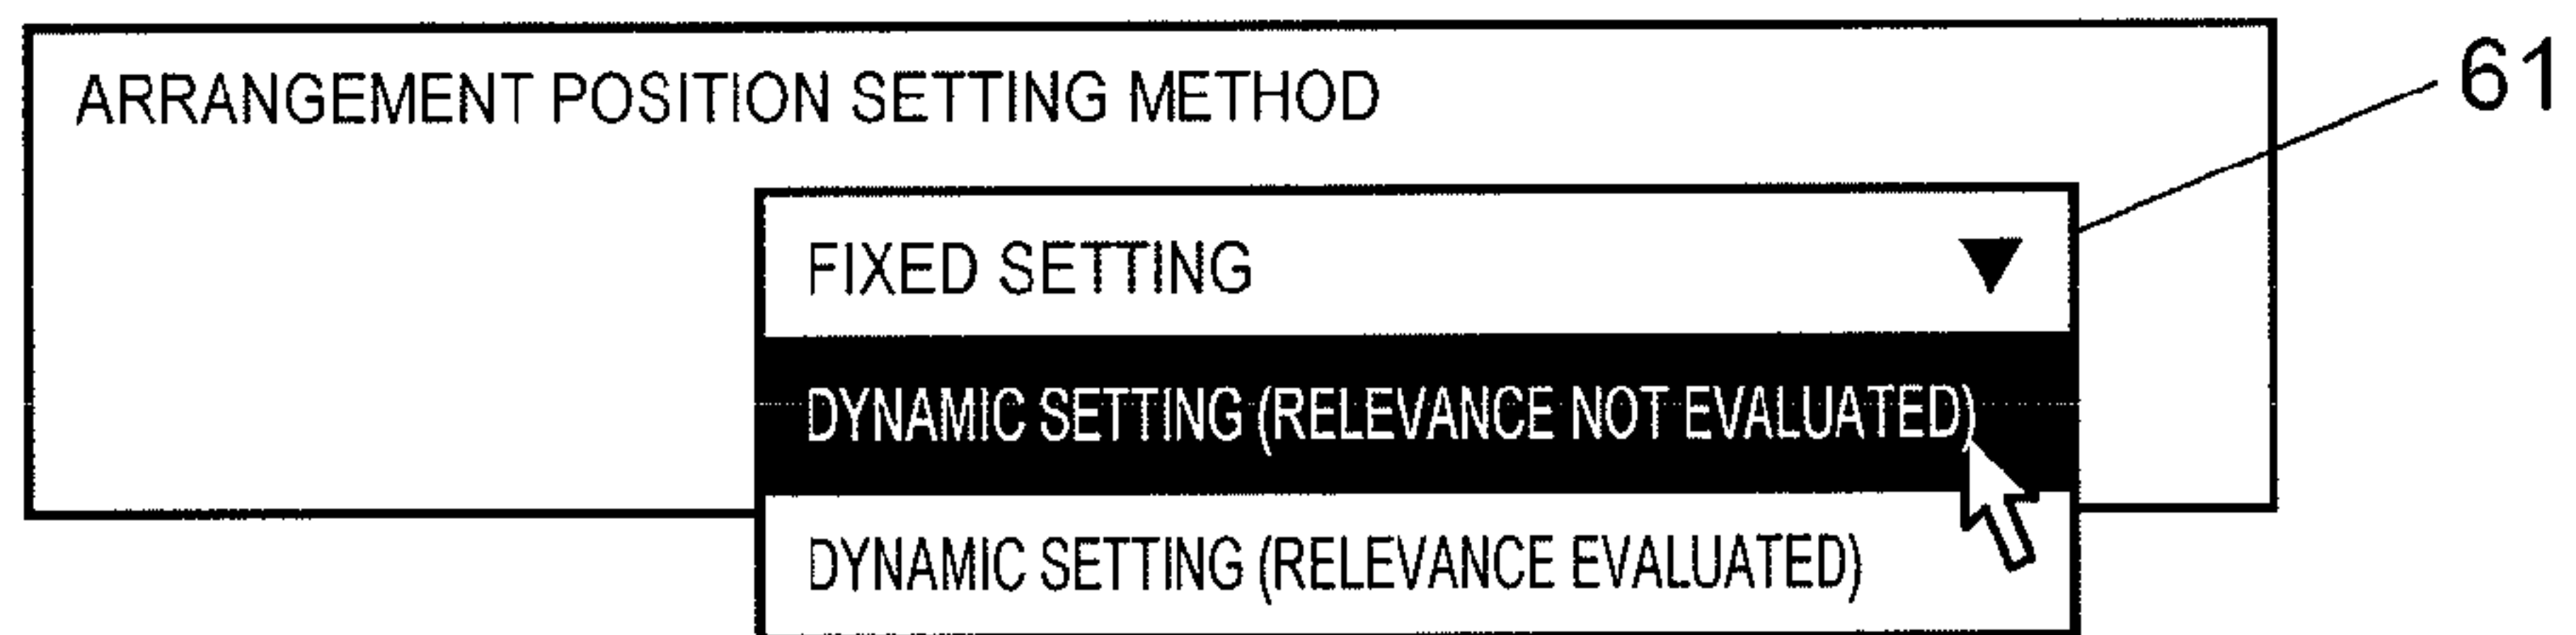 ARRANGEMENT POSITION SETTING METHOD
61
FIXED SETTING ▼
DYNAMIC SETTING (RELEVANCE NOT EVALUATED)
DYNAMIC SETTING (RELEVANCE EVALUATED)